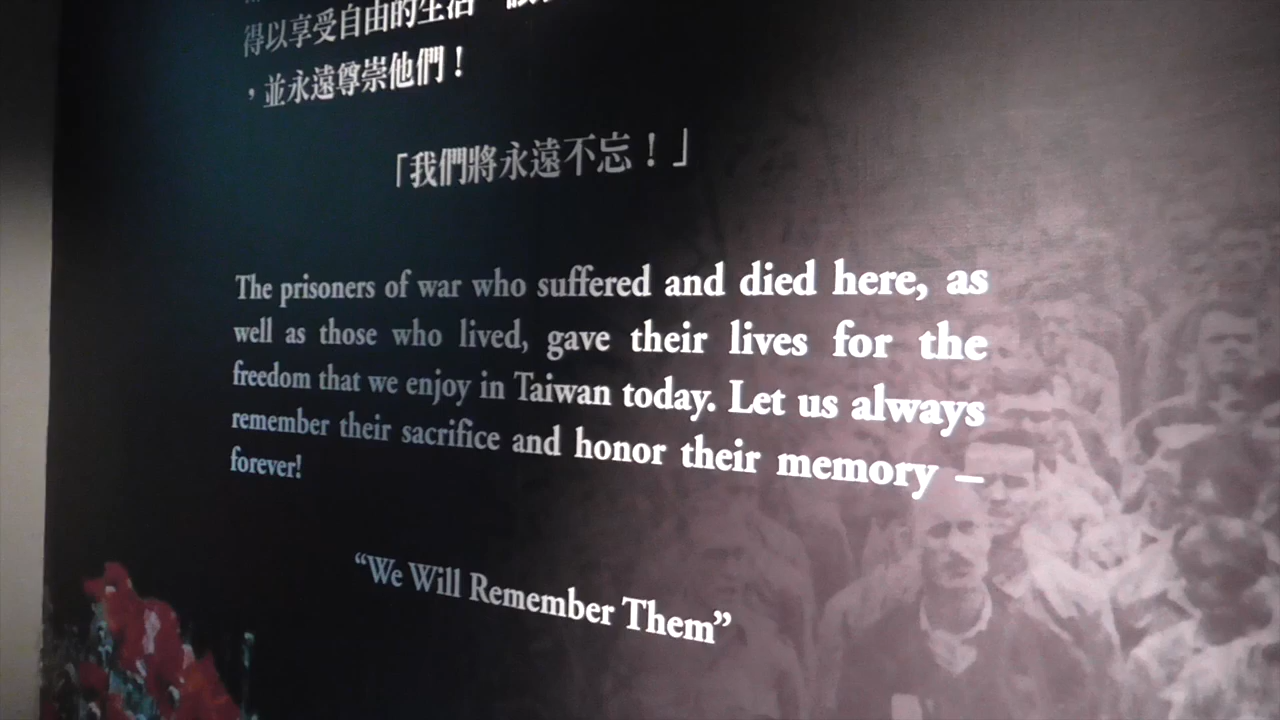 得以享受自由的生活
，並永遠尊崇他們！
「我們將永遠不忘！」
The prisoners of war who suffered and died here, as
well as those who lived, gave their lives for the
freedom that we enjoy in Taiwan today. Let us always
remember their sacrifice and honor their memory –
forever!
“We Will Remember Them”